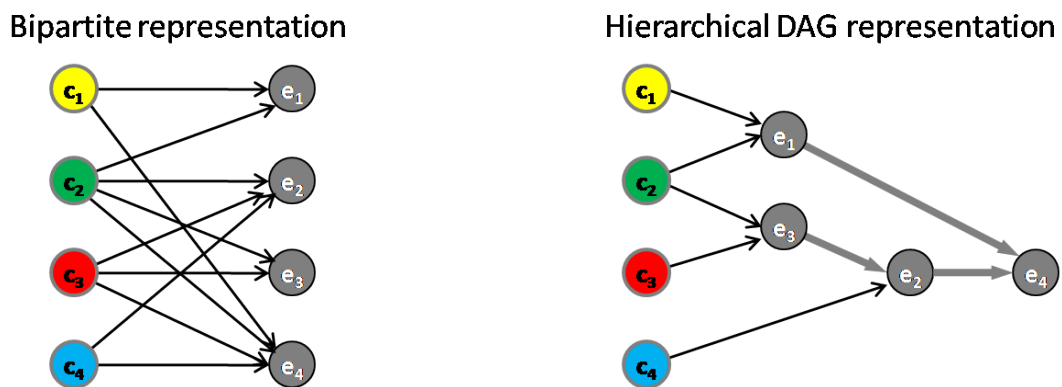 Bipartite representation
c1
e1
c2
e2
c3
e3
c4
e4
Hierarchical DAG representation
c1
e1
c2
e3
c3
e2
e4
c4